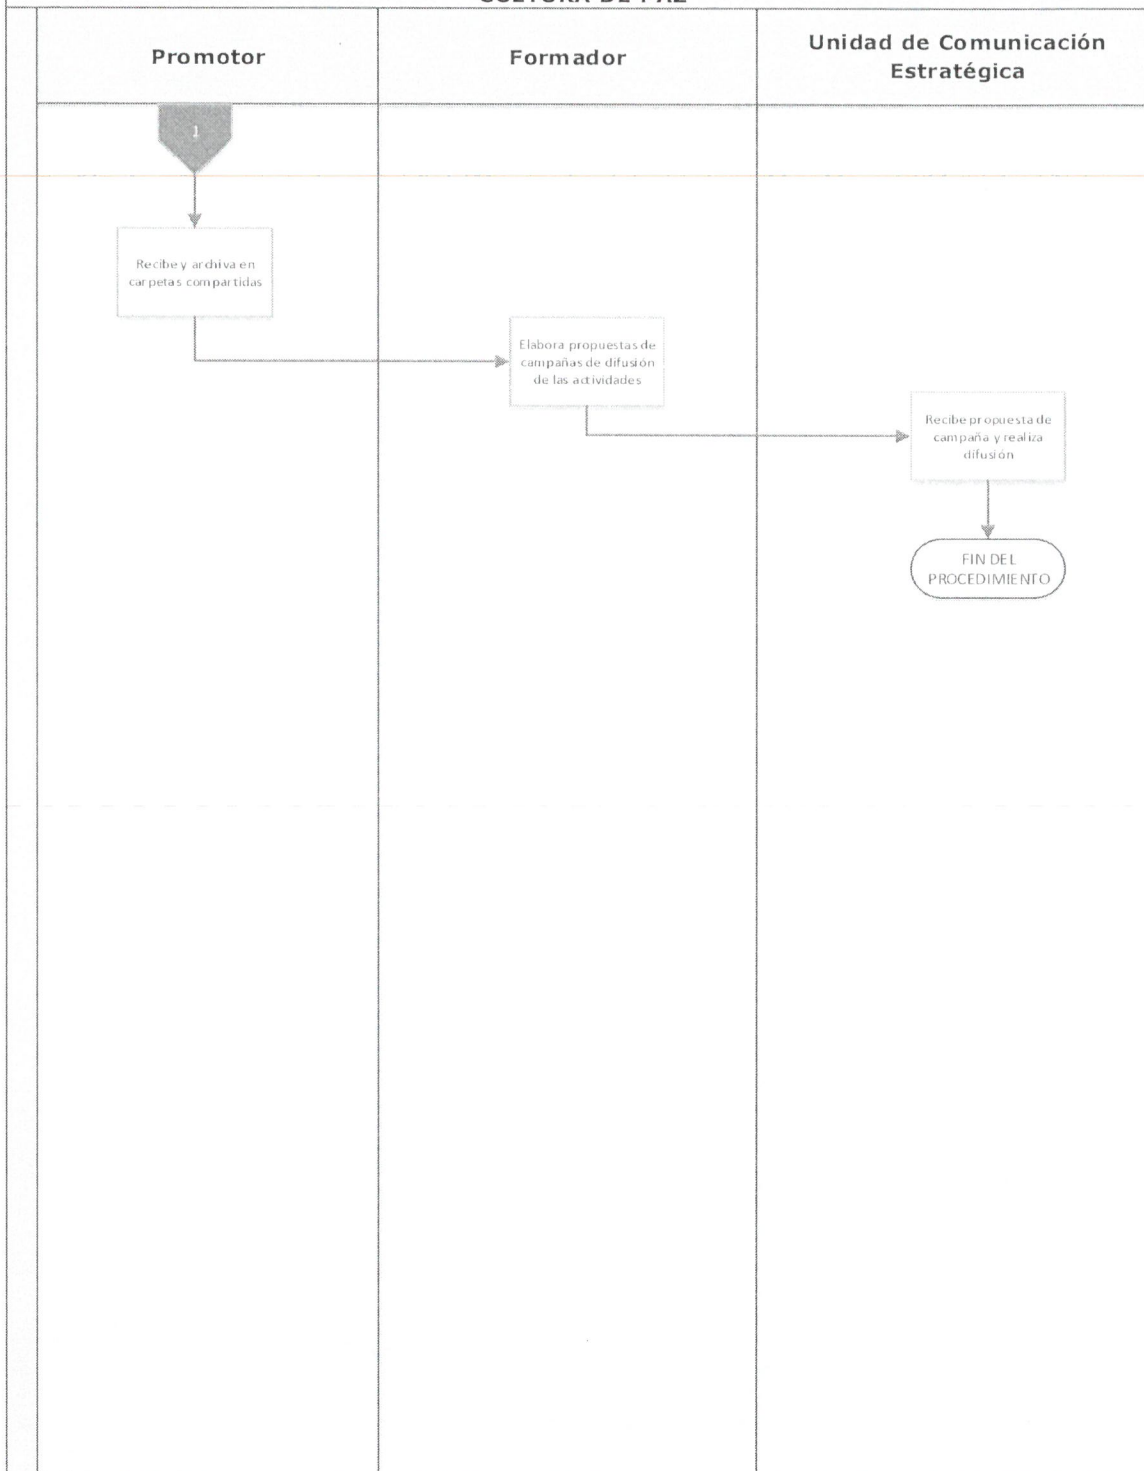 CULTURA DE PAZ
Promotor
Formador
Unidad de Comunicación
Estratégica
1
Recibe y archiva en
carpetas compartidas
Elabora propuestas de
campañas de difusión
de las actividades
Recibe propuesta de
campaña y realiza
difusión
FIN DEL
PROCEDIMIENTO